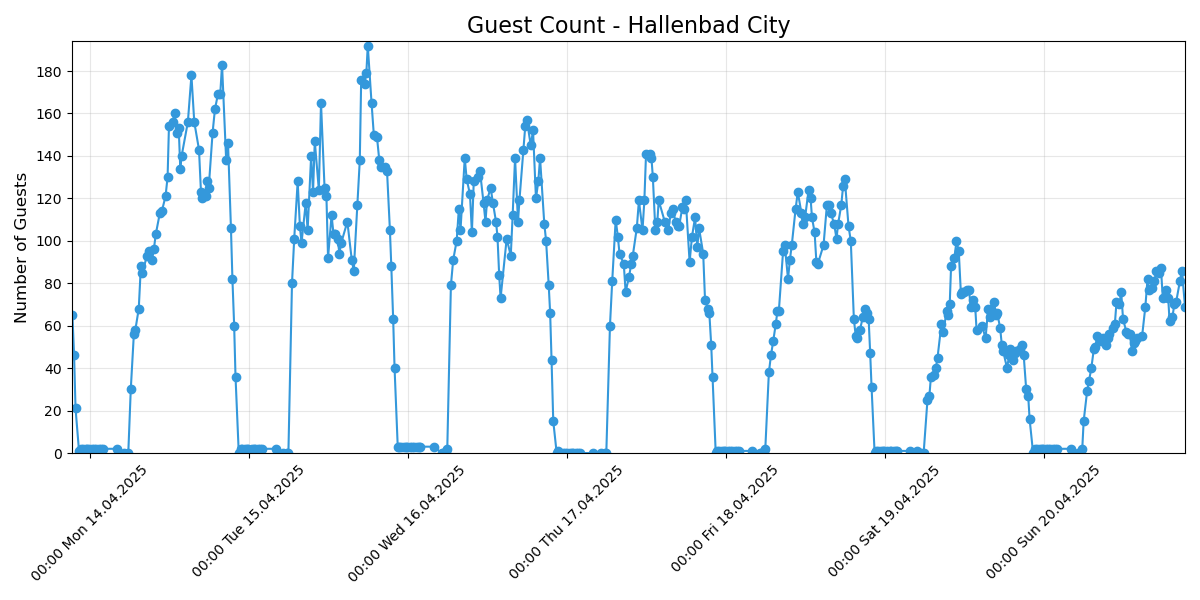 Guest Count - Hallenbad City
Number of Guests
180
160
140
120
100
80
60
40
20
0
00:00 Mon 14.04.2025
00:00 Tue 15.04.2025
00:00 Wed 16.04.2025
00:00 Thu 17.04.2025
00:00 Fri 18.04.2025
00:00 Sat 19.04.2025
00:00 Sun 20.04.2025